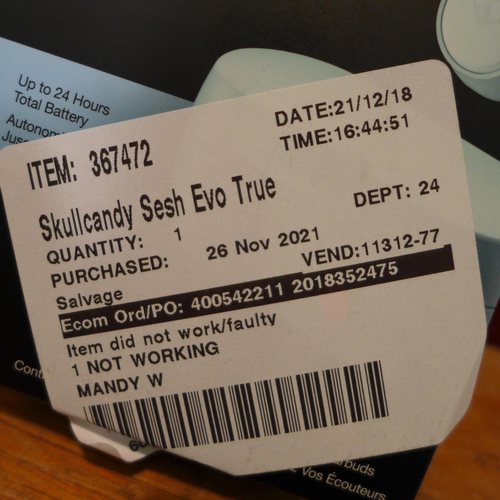 Up to 24 Hours
Total Battery
DATE:21/12/18
TIME:16:44:51
ITEM: 367472
Skullcandy Sesh Evo True
DEPT: 24
QUANTITY: 1
PURCHASED: 26 Nov 2021
VEND:11312-77
Salvage
Ecom Ord/PO: 400542211 2018352475
Item did not work/faulty
1 NOT WORKING
MANDY W
Vos Écouteurs